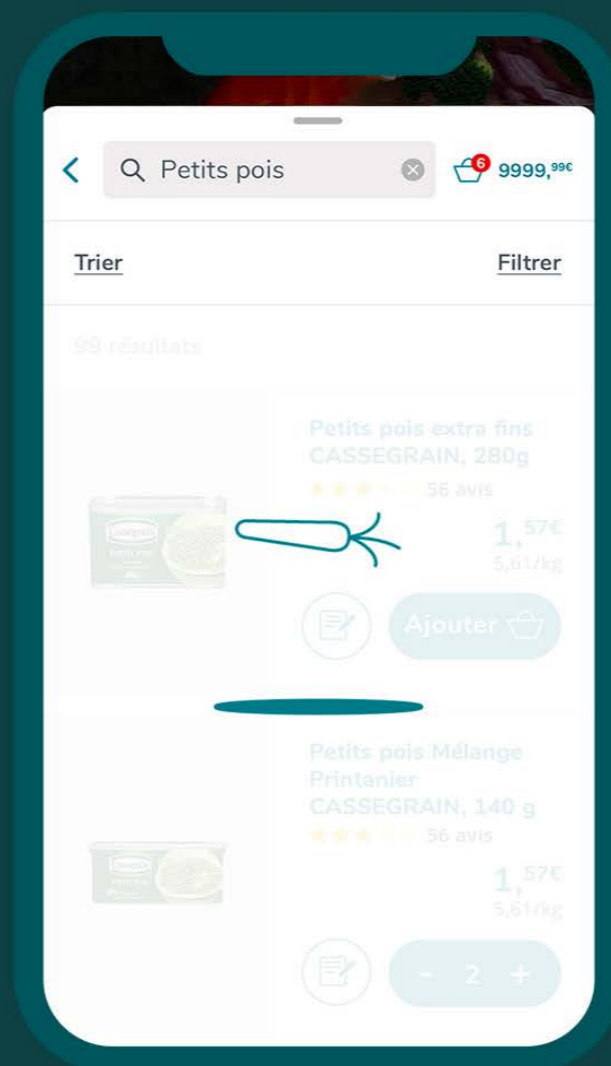 Petits pois
6
9999,99€
Trier
Filtrer
99 résultats
Petits pois extra fins
CASSEGRAIN, 280g
56 avis
1,57€
5,61/kg
Ajouter
Petits pois Mélange
Printanier
CASSEGRAIN, 140 g
56 avis
1,57€
5,61/kg
- 2 +